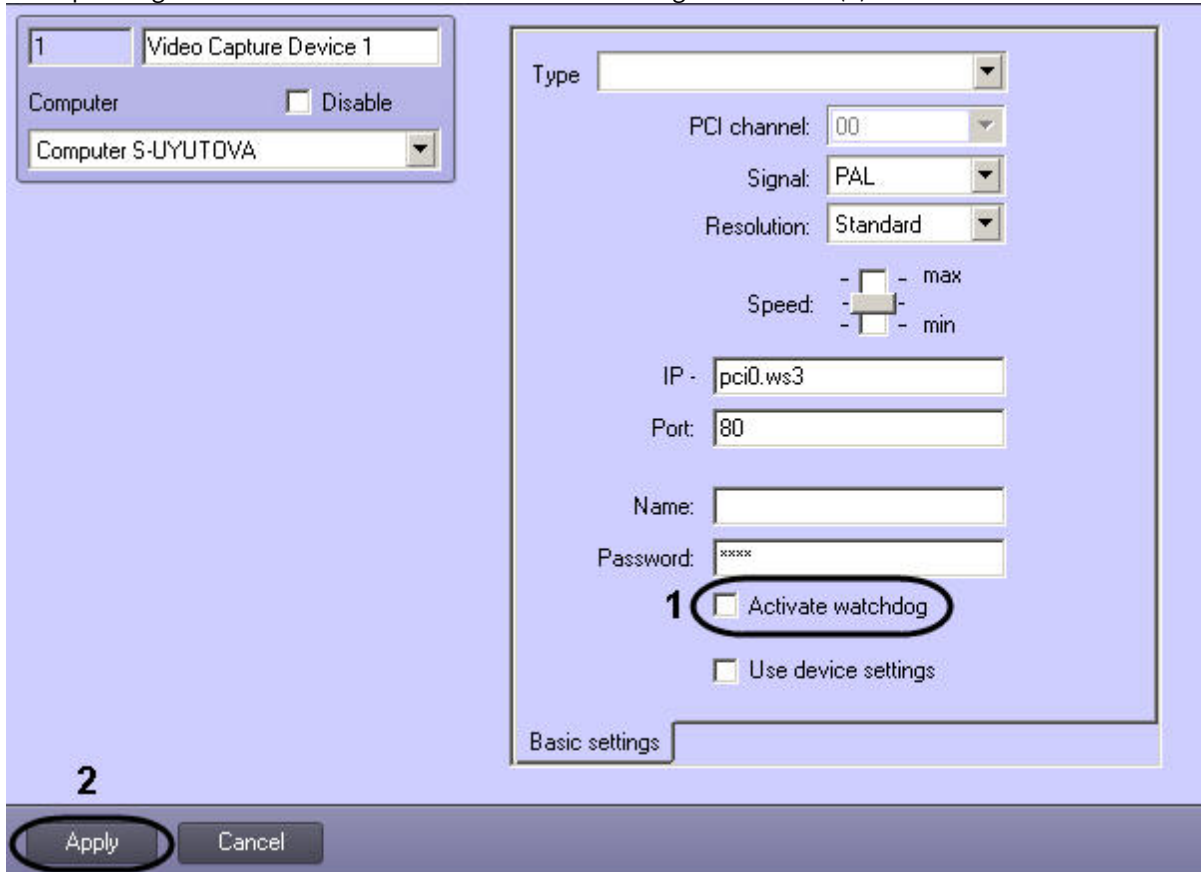 1 Video Capture Device 1
Computer Disable
Computer S-UYUTOVA
Type
PCI channel: 00
Signal: PAL
Resolution: Standard
- - max
Speed: - -
- - min
IP - pci0.ws3
Port: 80
Name:
Password: ****
1 Activate watchdog
Use device settings
Basic settings
2
Apply Cancel